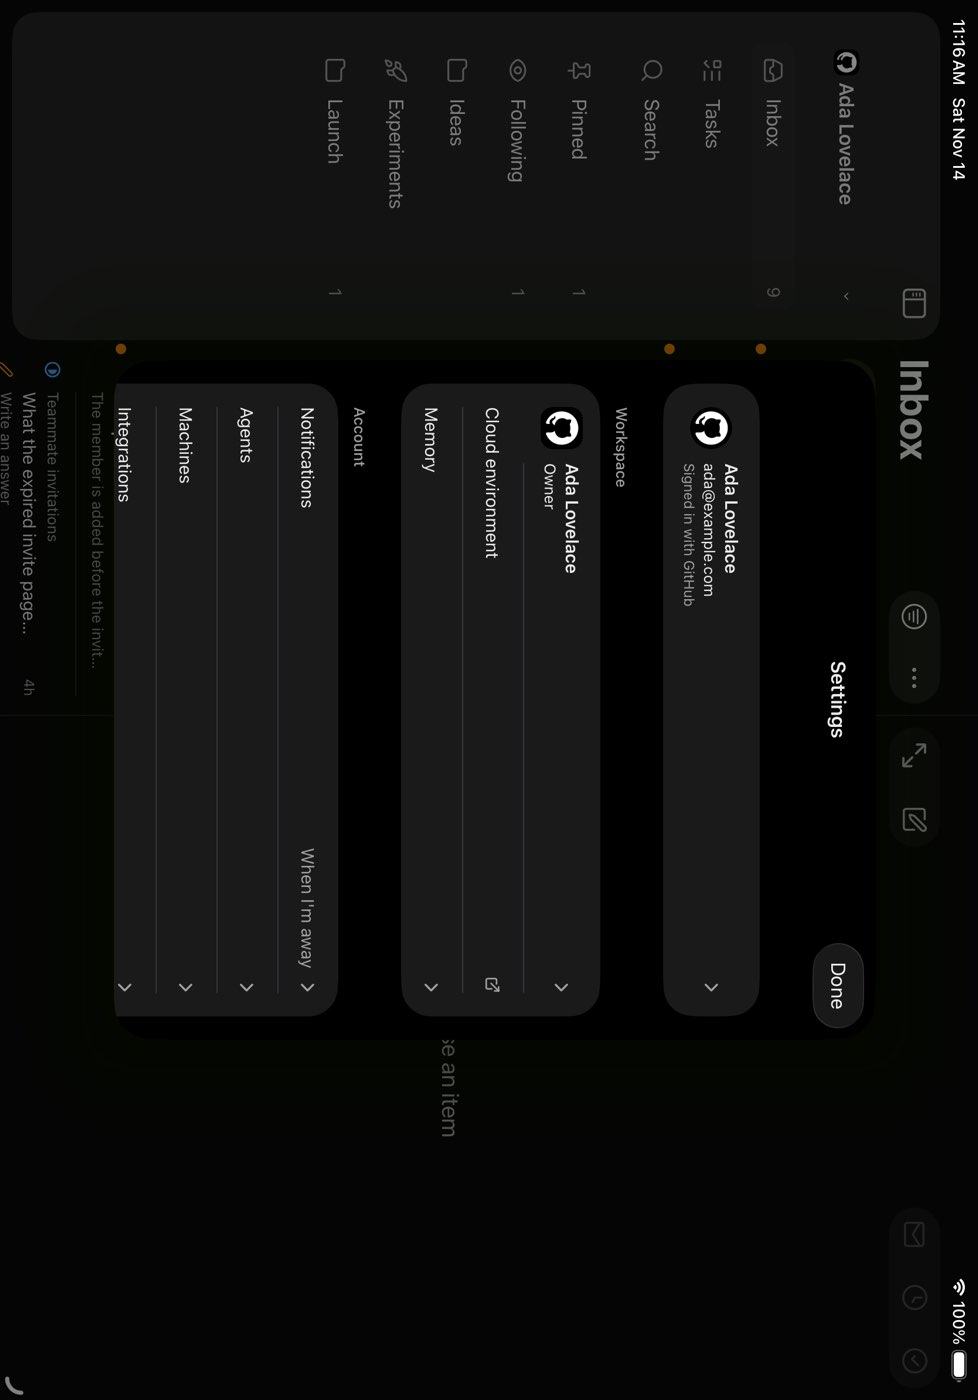 11:16 AM Sat Nov 14
100%
Inbox
Ada Lovelace
Inbox 9
Tasks
Search
Pinned 1
Following 1
Ideas
Experiments
Launch 1
Settings
Done
Ada Lovelace
ada@example.com
Signed in with GitHub
Workspace
Ada Lovelace
Owner
Cloud environment
Memory
Account
Notifications When I'm away
Agents
Machines
Integrations
an item
The member is added before the invit...
Teammate invitations
What the expired invite page... 4h
Write an answer